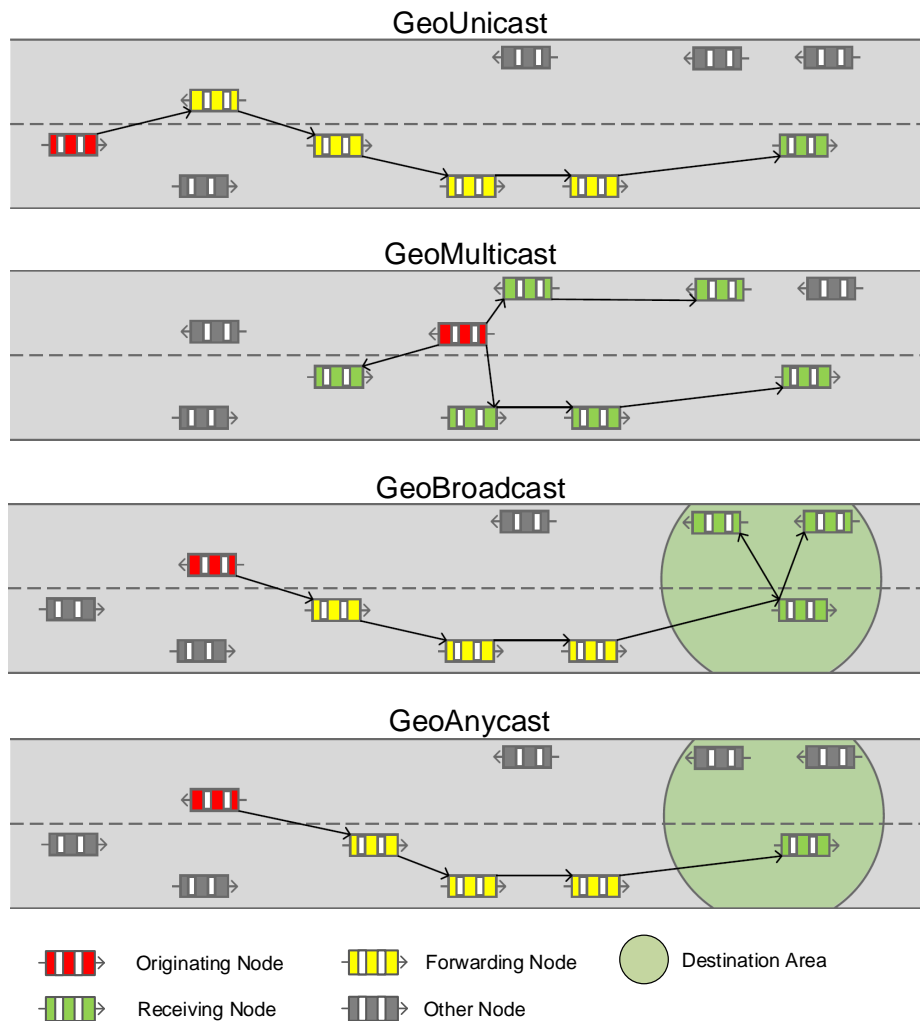 GeoUnicast
GeoMulticast
GeoBroadcast
GeoAnycast
Originating Node
Forwarding Node
Destination Area
Receiving Node
Other Node